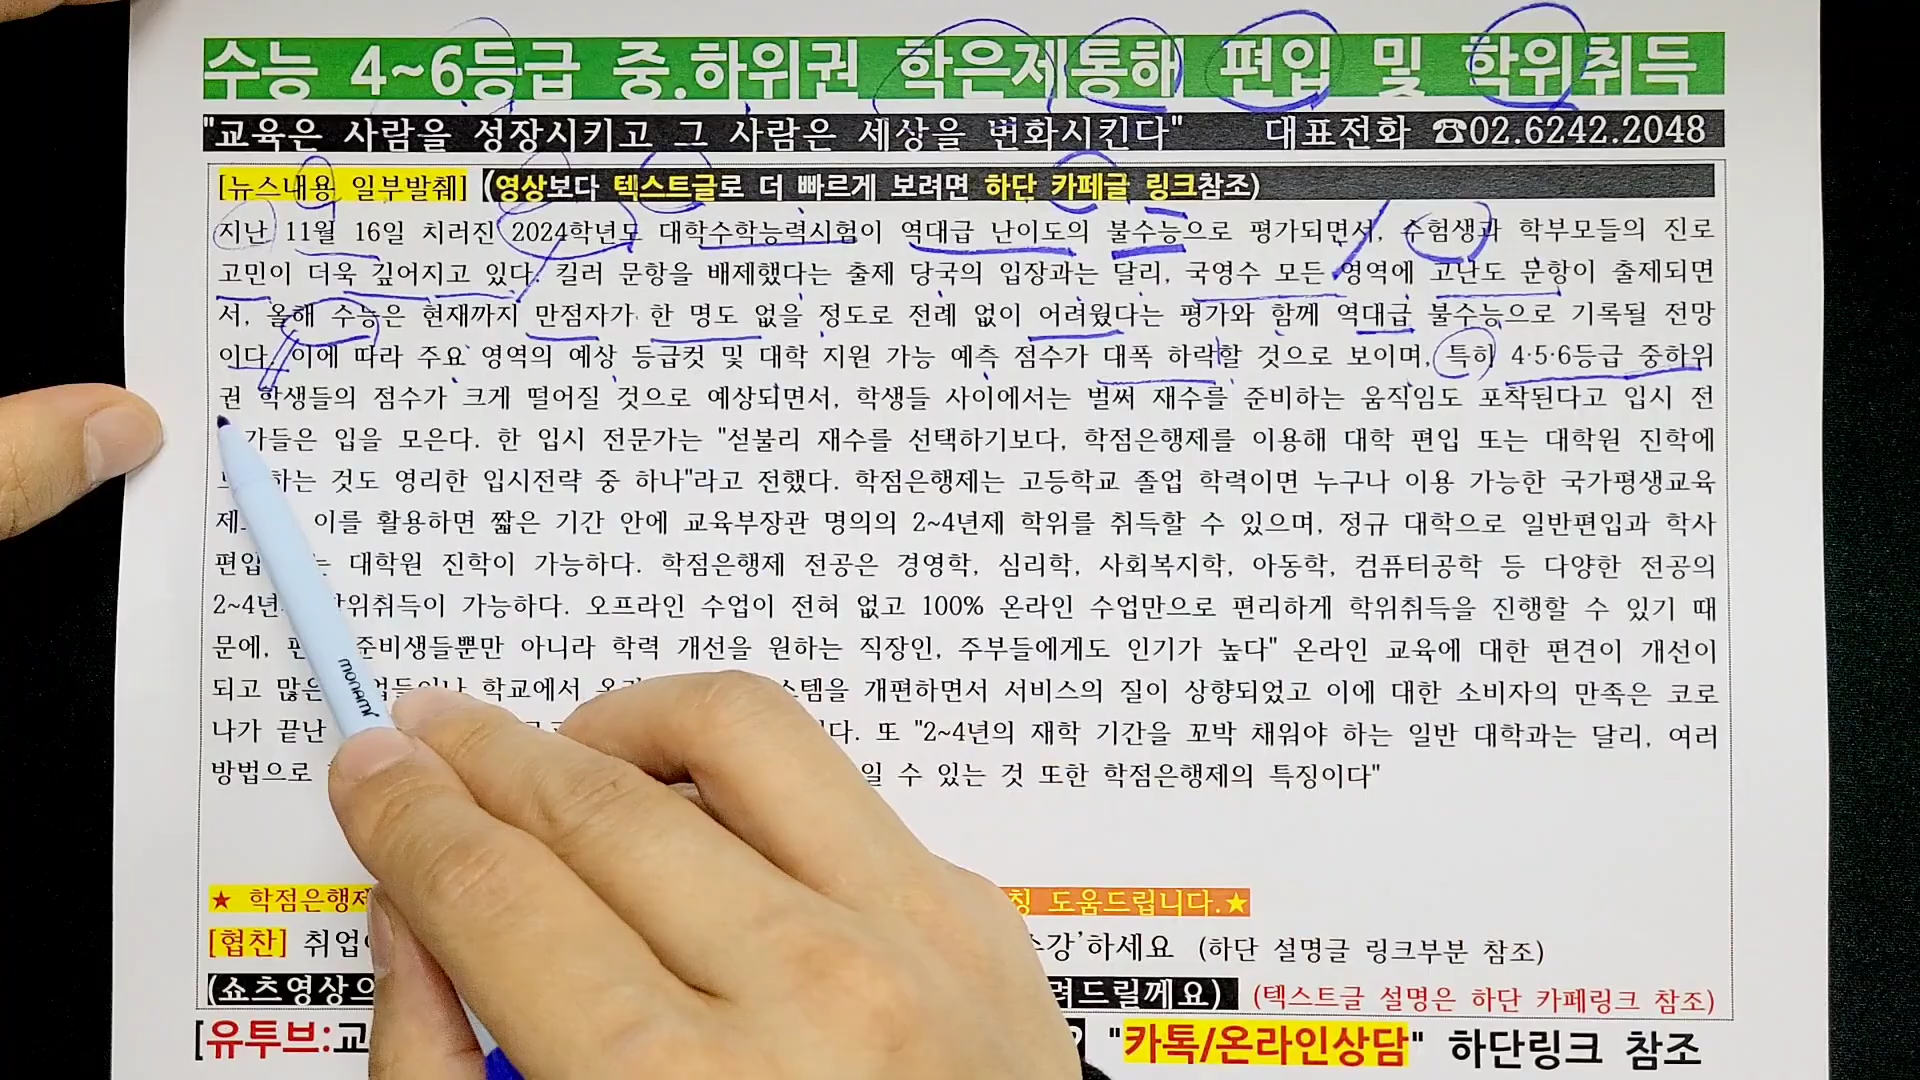 수능 4~6등급 중.하위권 학은제통해 편입 및 학위취득
"교육은 사람을 성장시키고 그 사람은 세상을 변화시킨다" 대표전화 ☎02.6242.2048
[뉴스내용 일부발췌] (영상보다 텍스트글로 더 빠르게 보려면 하단 카페글 링크참조)
지난 11월 16일 치러진 2024학년도 대학수학능력시험이 역대급 난이도의 불수능으로 평가되면서, 수험생과 학부모들의 진로
고민이 더욱 깊어지고 있다. 킬러 문항을 배제했다는 출제 당국의 입장과는 달리, 국영수 모든 영역에 고난도 문항이 출제되면
서, 올해 수능은 현재까지 만점자가 한 명도 없을 정도로 전례 없이 어려웠다는 평가와 함께 역대급 불수능으로 기록될 전망
이다. 이에 따라 주요 영역의 예상 등급컷 및 대학 지원 가능 예측 점수가 대폭 하락할 것으로 보이며, 특히 4·5·6등급 중하위
권 학생들의 점수가 크게 떨어질 것으로 예상되면서, 학생들 사이에서는 벌써 재수를 준비하는 움직임도 포착된다고 입시 전
가들은 입을 모은다. 한 입시 전문가는 "섣불리 재수를 선택하기보다, 학점은행제를 이용해 대학 편입 또는 대학원 진학에
하는 것도 영리한 입시전략 중 하나"라고 전했다. 학점은행제는 고등학교 졸업 학력이면 누구나 이용 가능한 국가평생교육
제 이를 활용하면 짧은 기간 안에 교육부장관 명의의 2~4년제 학위를 취득할 수 있으며, 정규 대학으로 일반편입과 학사
편입 대학원 진학이 가능하다. 학점은행제 전공은 경영학, 심리학, 사회복지학, 아동학, 컴퓨터공학 등 다양한 전공의
2~4년 학위취득이 가능하다. 오프라인 수업이 전혀 없고 100% 온라인 수업만으로 편리하게 학위취득을 진행할 수 있기 때
문에, 준비생들뿐만 아니라 학력 개선을 원하는 직장인, 주부들에게도 인기가 높다" 온라인 교육에 대한 편견이 개선이
되고 많은 학교에서 스템을 개편하면서 서비스의 질이 상향되었고 이에 대한 소비자의 만족은 코로
나가 끝난 다. 또 "2~4년의 재학 기간을 꼬박 채워야 하는 일반 대학과는 달리, 여러
방법으로 일 수 있는 것 또한 학점은행제의 특징이다"
★ 학점은행제 칭 도움드립니다.★
[협찬] 취업 수강'하세요 (하단 설명글 링크부분 참조)
(쇼츠영상으 려드릴께요) (텍스트글 설명은 하단 카페링크 참조)
[유투브:교 "카톡/온라인상담" 하단링크 참조
monami